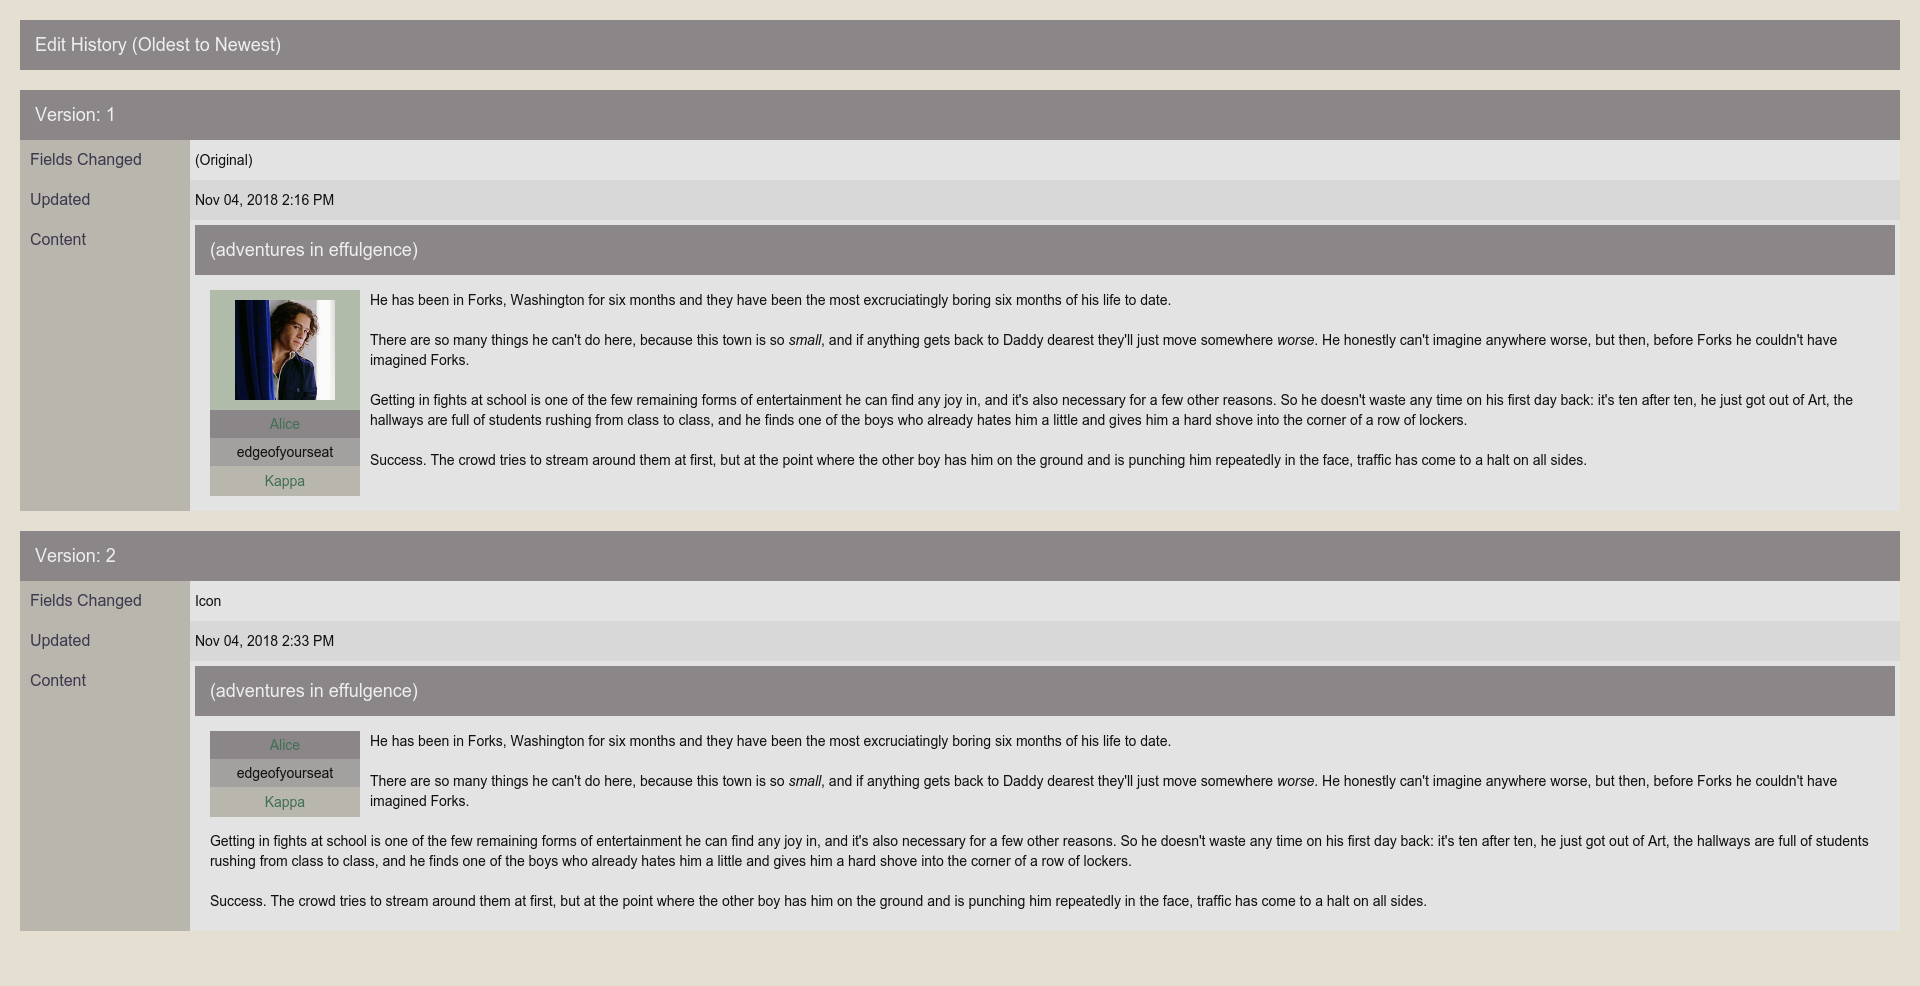 Edit History (Oldest to Newest)
Version: 1
Fields Changed
(Original)
Updated
Nov 04, 2018 2:16 PM
Content
(adventures in effulgence)
Alice
edgeofyourseat
Kappa
He has been in Forks, Washington for six months and they have been the most excruciatingly boring six months of his life to date.
There are so many things he can't do here, because this town is so small, and if anything gets back to Daddy dearest they'll just move somewhere worse. He honestly can't imagine anywhere worse, but then, before Forks he couldn't have
imagined Forks.
Getting in fights at school is one of the few remaining forms of entertainment he can find any joy in, and it's also necessary for a few other reasons. So he doesn't waste any time on his first day back: it's ten after ten, he just got out of Art, the
hallways are full of students rushing from class to class, and he finds one of the boys who already hates him a little and gives him a hard shove into the corner of a row of lockers.
Success. The crowd tries to stream around them at first, but at the point where the other boy has him on the ground and is punching him repeatedly in the face, traffic has come to a halt on all sides.
Version: 2
Fields Changed
Icon
Updated
Nov 04, 2018 2:33 PM
Content
(adventures in effulgence)
Alice
edgeofyourseat
Kappa
He has been in Forks, Washington for six months and they have been the most excruciatingly boring six months of his life to date.
There are so many things he can't do here, because this town is so small, and if anything gets back to Daddy dearest they'll just move somewhere worse. He honestly can't imagine anywhere worse, but then, before Forks he couldn't have
imagined Forks.
Getting in fights at school is one of the few remaining forms of entertainment he can find any joy in, and it's also necessary for a few other reasons. So he doesn't waste any time on his first day back: it's ten after ten, he just got out of Art, the hallways are full of students
rushing from class to class, and he finds one of the boys who already hates him a little and gives him a hard shove into the corner of a row of lockers.
Success. The crowd tries to stream around them at first, but at the point where the other boy has him on the ground and is punching him repeatedly in the face, traffic has come to a halt on all sides.